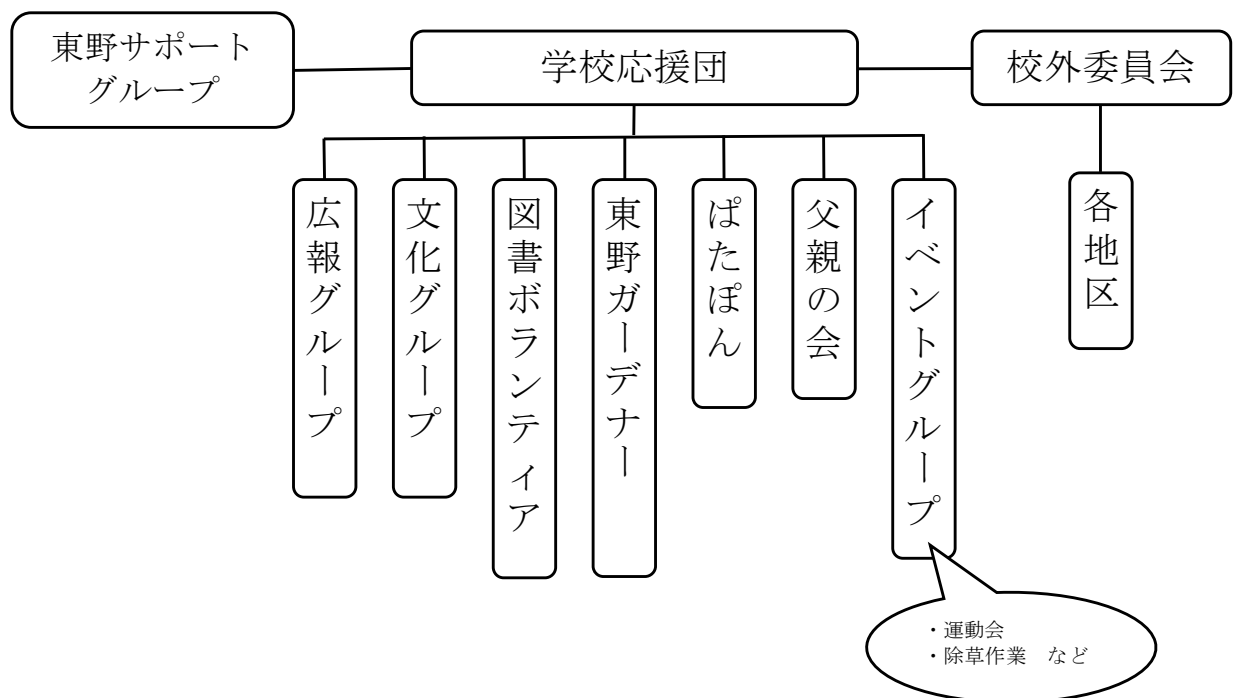 東野サポート
グループ
学校応援団
校外委員会
広報グループ
文化グループ
図書ボランティア
東野ガーデナー
ぱたぽん
父親の会
イベントグループ
各地区
・運動会
・除草作業　など